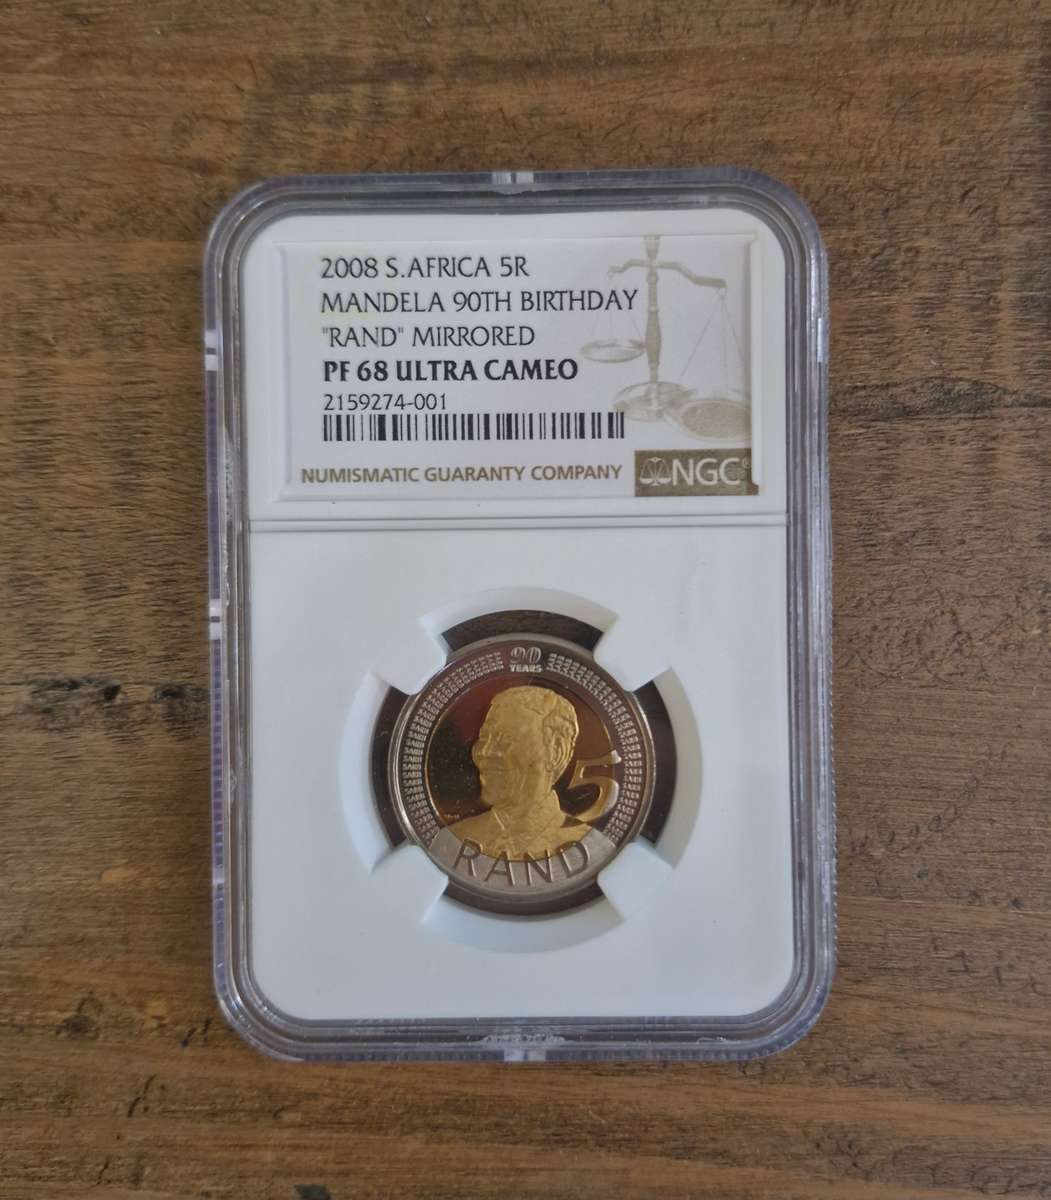 2008 S.AFRICA 5R
MANDELA 90TH BIRTHDAY
"RAND" MIRRORED
PF 68 ULTRA CAMEO
2159274-001
NUMISMATIC GUARANTY COMPANY
NGC®
90
YEARS
5
RAND